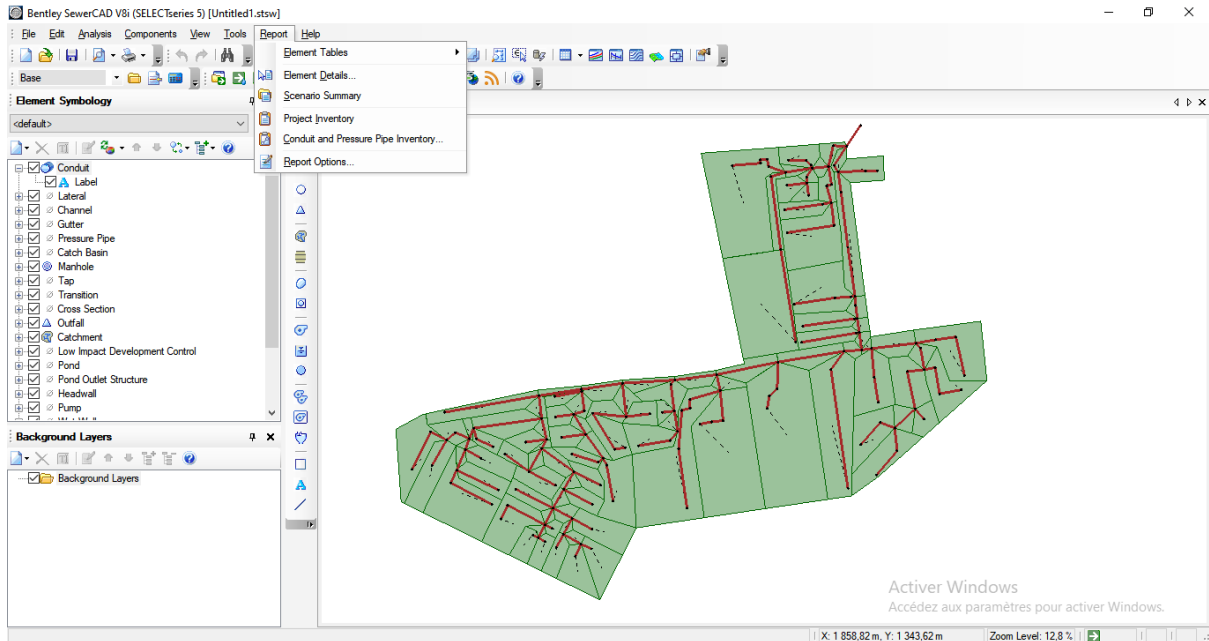 Bentley SewerCAD V8i (SELECTseries 5) [Untitled1.stsw]
File Edit Analysis Components View Tools Report Help
Element Tables
Element Details...
Scenario Summary
Project Inventory
Conduit and Pressure Pipe Inventory...
Report Options...
Base
Element Symbology
<default>
Conduit
Label
Lateral
Channel
Gutter
Pressure Pipe
Catch Basin
Manhole
Tap
Transition
Cross Section
Outfall
Catchment
Low Impact Development Control
Pond
Pond Outlet Structure
Headwall
Pump
Background Layers
Background Layers
A
Activer Windows
Accédez aux paramètres pour activer Windows.
X: 1 858,82 m, Y: 1 343,62 m
Zoom Level: 12,8 %